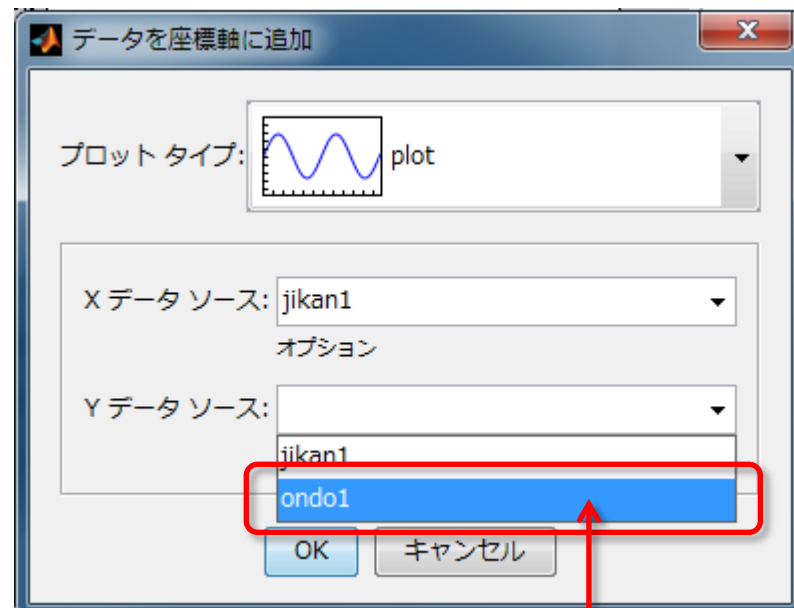 データを座標軸に追加
プロット タイプ: plot
X データ ソース: jikan1
オプション
Y データ ソース:
jikan1
ondo1
OK キャンセル